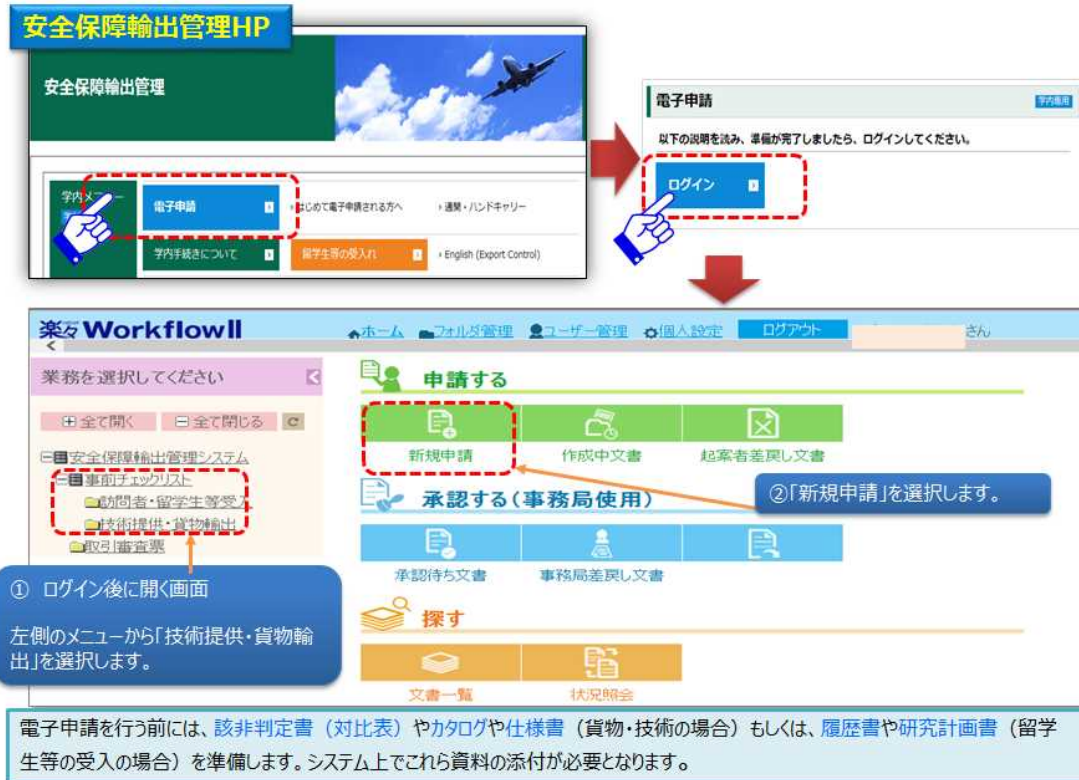 安全保障輸出管理HP
安全保障輸出管理
学内メニュー
電子申請
はじめて電子申請される方へ
通関・ハンドキャリー
学内手続きについて
留学生等の受入れ
English (Export Control)
電子申請
学内専用
以下の説明を読み、準備が完了しましたら、ログインしてください。
ログイン
楽々WorkflowII
ホーム フォルダ管理 ユーザー管理 個人設定 ログアウト さん
業務を選択してください
全て開く 全て閉じる
安全保障輸出管理システム
事前チェックリスト
訪問者・留学生等受入
技術提供・貨物輸出
取引審査票
① ログイン後に開く画面
左側のメニューから「技術提供・貨物輸
出」を選択します。
申請する
新規申請 作成中文書 起案者差戻し文書
②「新規申請」を選択します。
承認する(事務局使用)
承認待ち文書 事務局差戻し文書
探す
文書一覧 状況照会
電子申請を行う前には、該非判定書(対比表)やカタログや仕様書(貨物・技術の場合)もしくは、履歴書や研究計画書(留学
生等の受入の場合)を準備します。システム上でこれら資料の添付が必要となります。